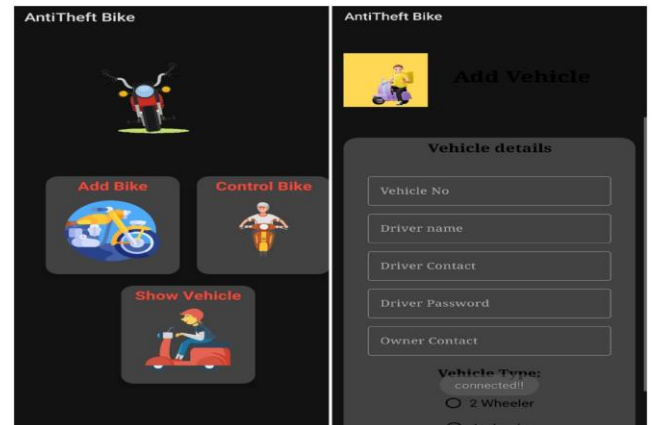 AntiTheft Bike
Add Bike
Control Bike
Show Vehicle
AntiTheft Bike
Add Vehicle
Vehicle details
Vehicle No
Driver name
Driver Contact
Driver Password
Owner Contact
Vehicle Type:
connected!!
2 Wheeler